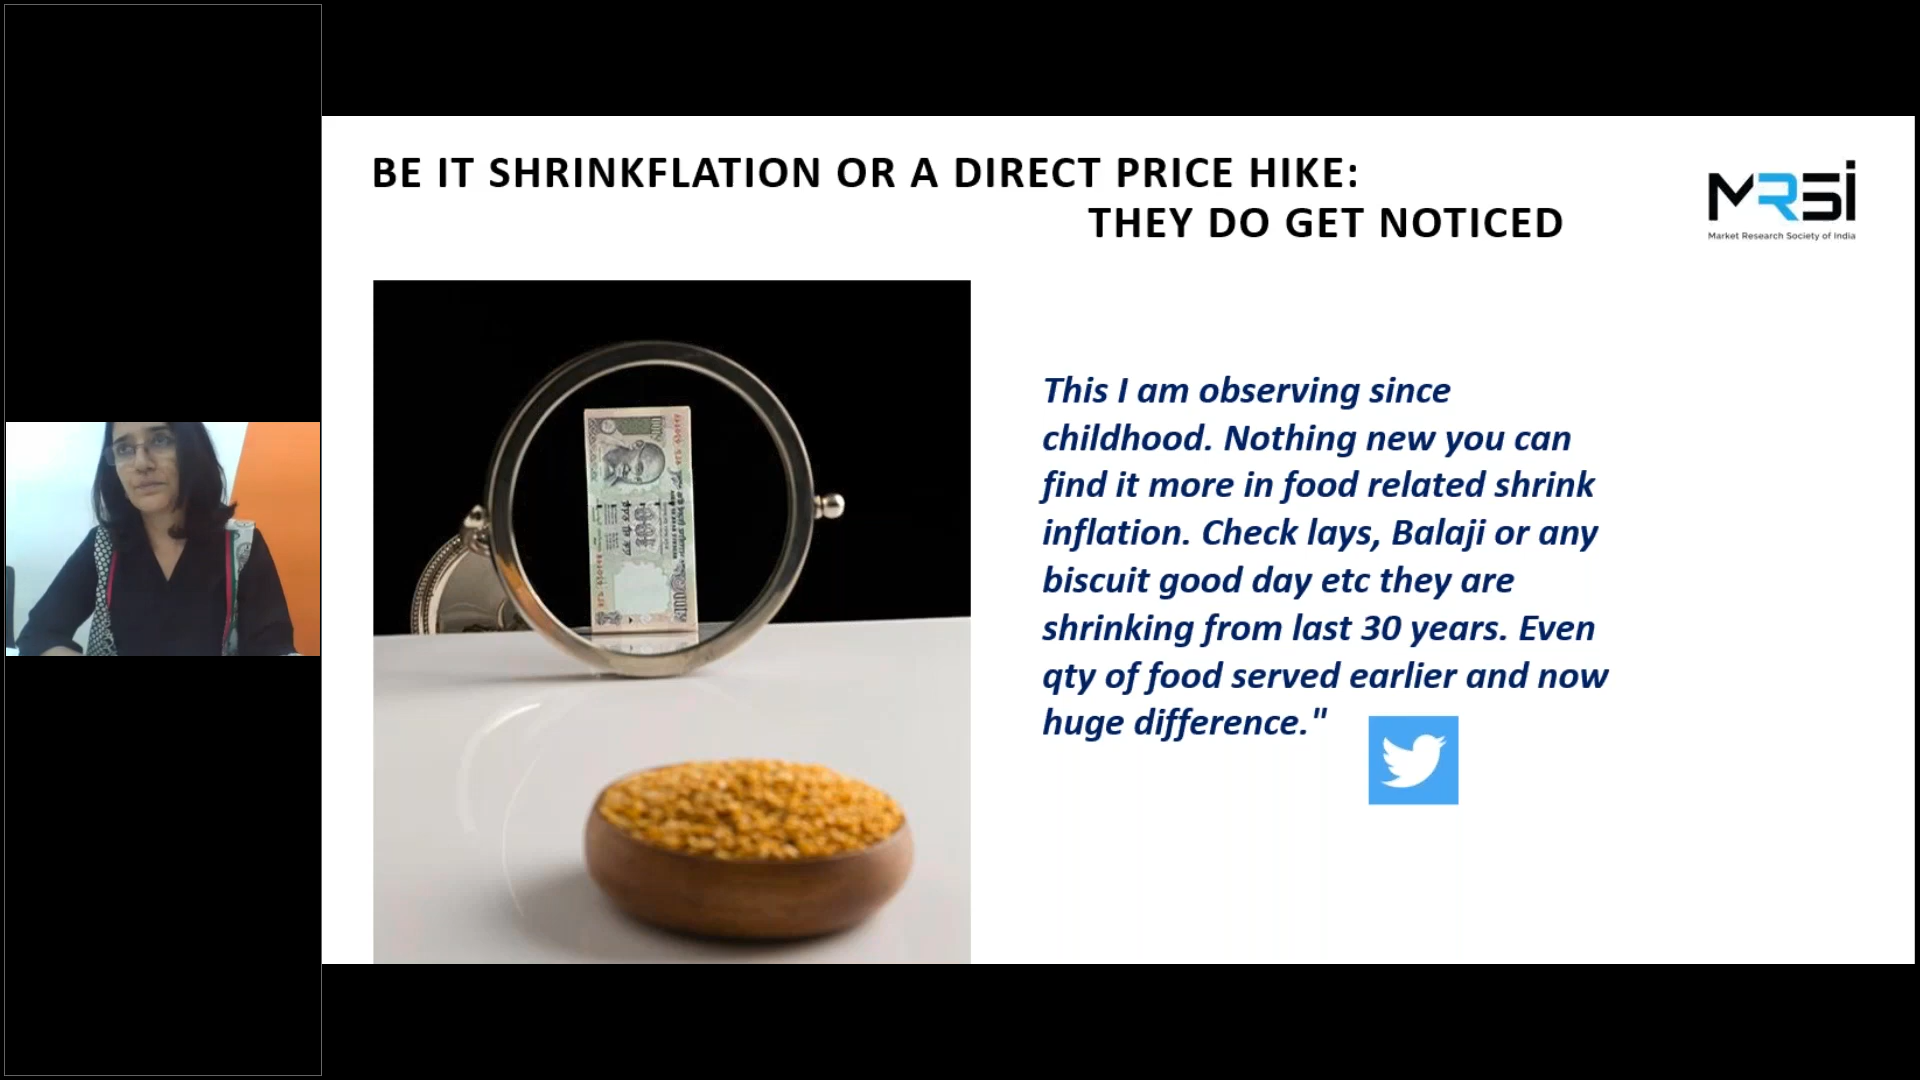 BE IT SHRINKFLATION OR A DIRECT PRICE HIKE:
THEY DO GET NOTICED
MRSi
Market Research Society of India
This I am observing since
childhood. Nothing new you can
find it more in food related shrink
inflation. Check lays, Balaji or any
biscuit good day etc they are
shrinking from last 30 years. Even
qty of food served earlier and now
huge difference."